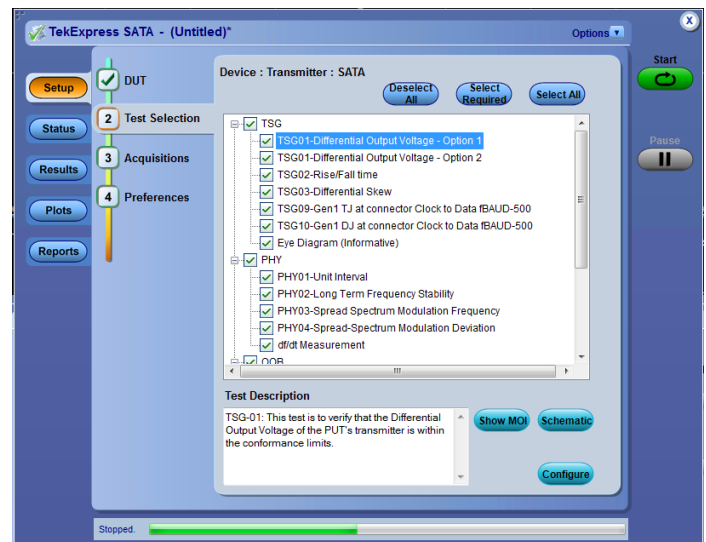 TekExpress SATA - (Untitled)*
Options
x
Start
Setup
DUT
Device : Transmitter : SATA
Deselect All
Select Required
Select All
Status
2 Test Selection
TSG
TSG01-Differential Output Voltage - Option 1
TSG01-Differential Output Voltage - Option 2
TSG02-Rise/Fall time
TSG03-Differential Skew
TSG09-Gen1 TJ at connector Clock to Data fBAUD-500
TSG10-Gen1 DJ at connector Clock to Data fBAUD-500
Eye Diagram (Informative)
PHY
PHY01-Unit Interval
PHY02-Long Term Frequency Stability
PHY03-Spread Spectrum Modulation Frequency
PHY04-Spread-Spectrum Modulation Deviation
df/dt Measurement
OOB
Pause
Results
3 Acquisitions
Plots
4 Preferences
Reports
Test Description
TSG-01: This test is to verify that the Differential
Output Voltage of the PUT's transmitter is within
the conformance limits.
Show MOI
Schematic
Configure
Stopped.